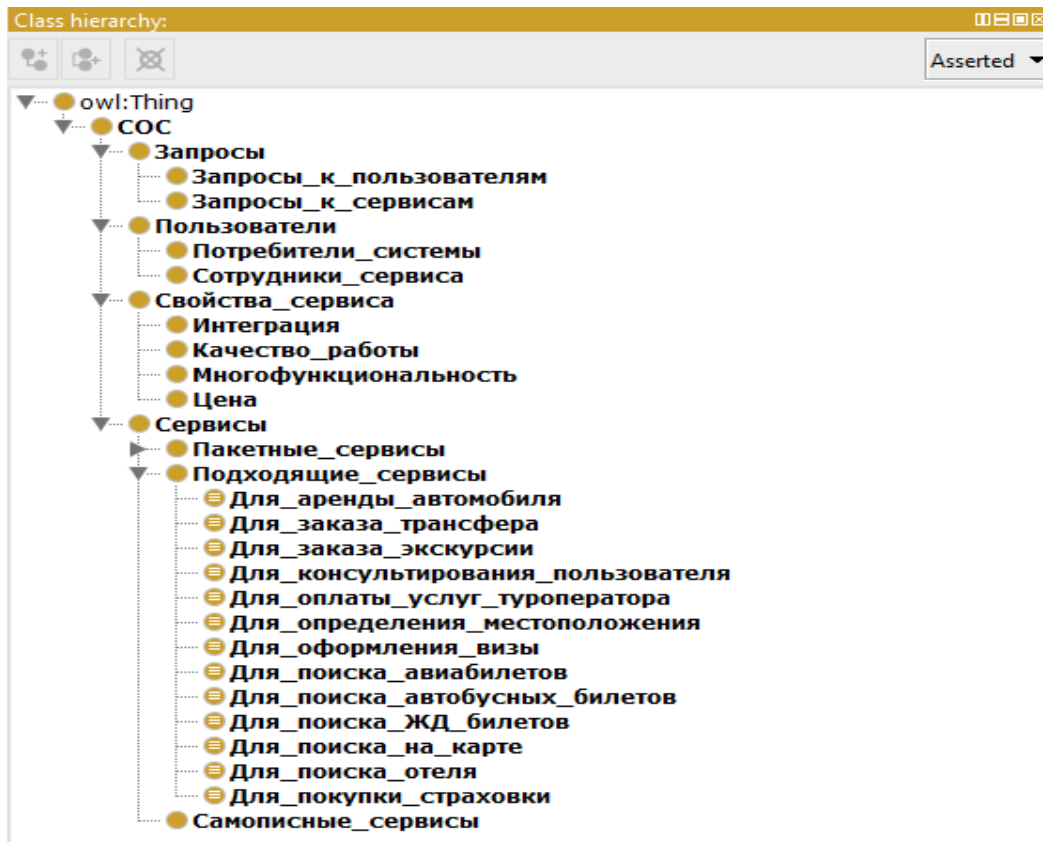 Class hierarchy:
Asserted
owl:Thing
СОС
Запросы
Запросы_к_пользователям
Запросы_к_сервисам
Пользователи
Потребители_системы
Сотрудники_сервиса
Свойства_сервиса
Интеграция
Качество_работы
Многофункциональность
Цена
Сервисы
Пакетные_сервисы
Подходящие_сервисы
Для_аренды_автомобиля
Для_заказа_трансфера
Для_заказа_экскурсии
Для_консультирования_пользователя
Для_оплаты_услуг_туроператора
Для_определения_местоположения
Для_оформления_визы
Для_поиска_авиабилетов
Для_поиска_автобусных_билетов
Для_поиска_ЖД_билетов
Для_поиска_на_карте
Для_поиска_отеля
Для_покупки_страховки
Самописные_сервисы